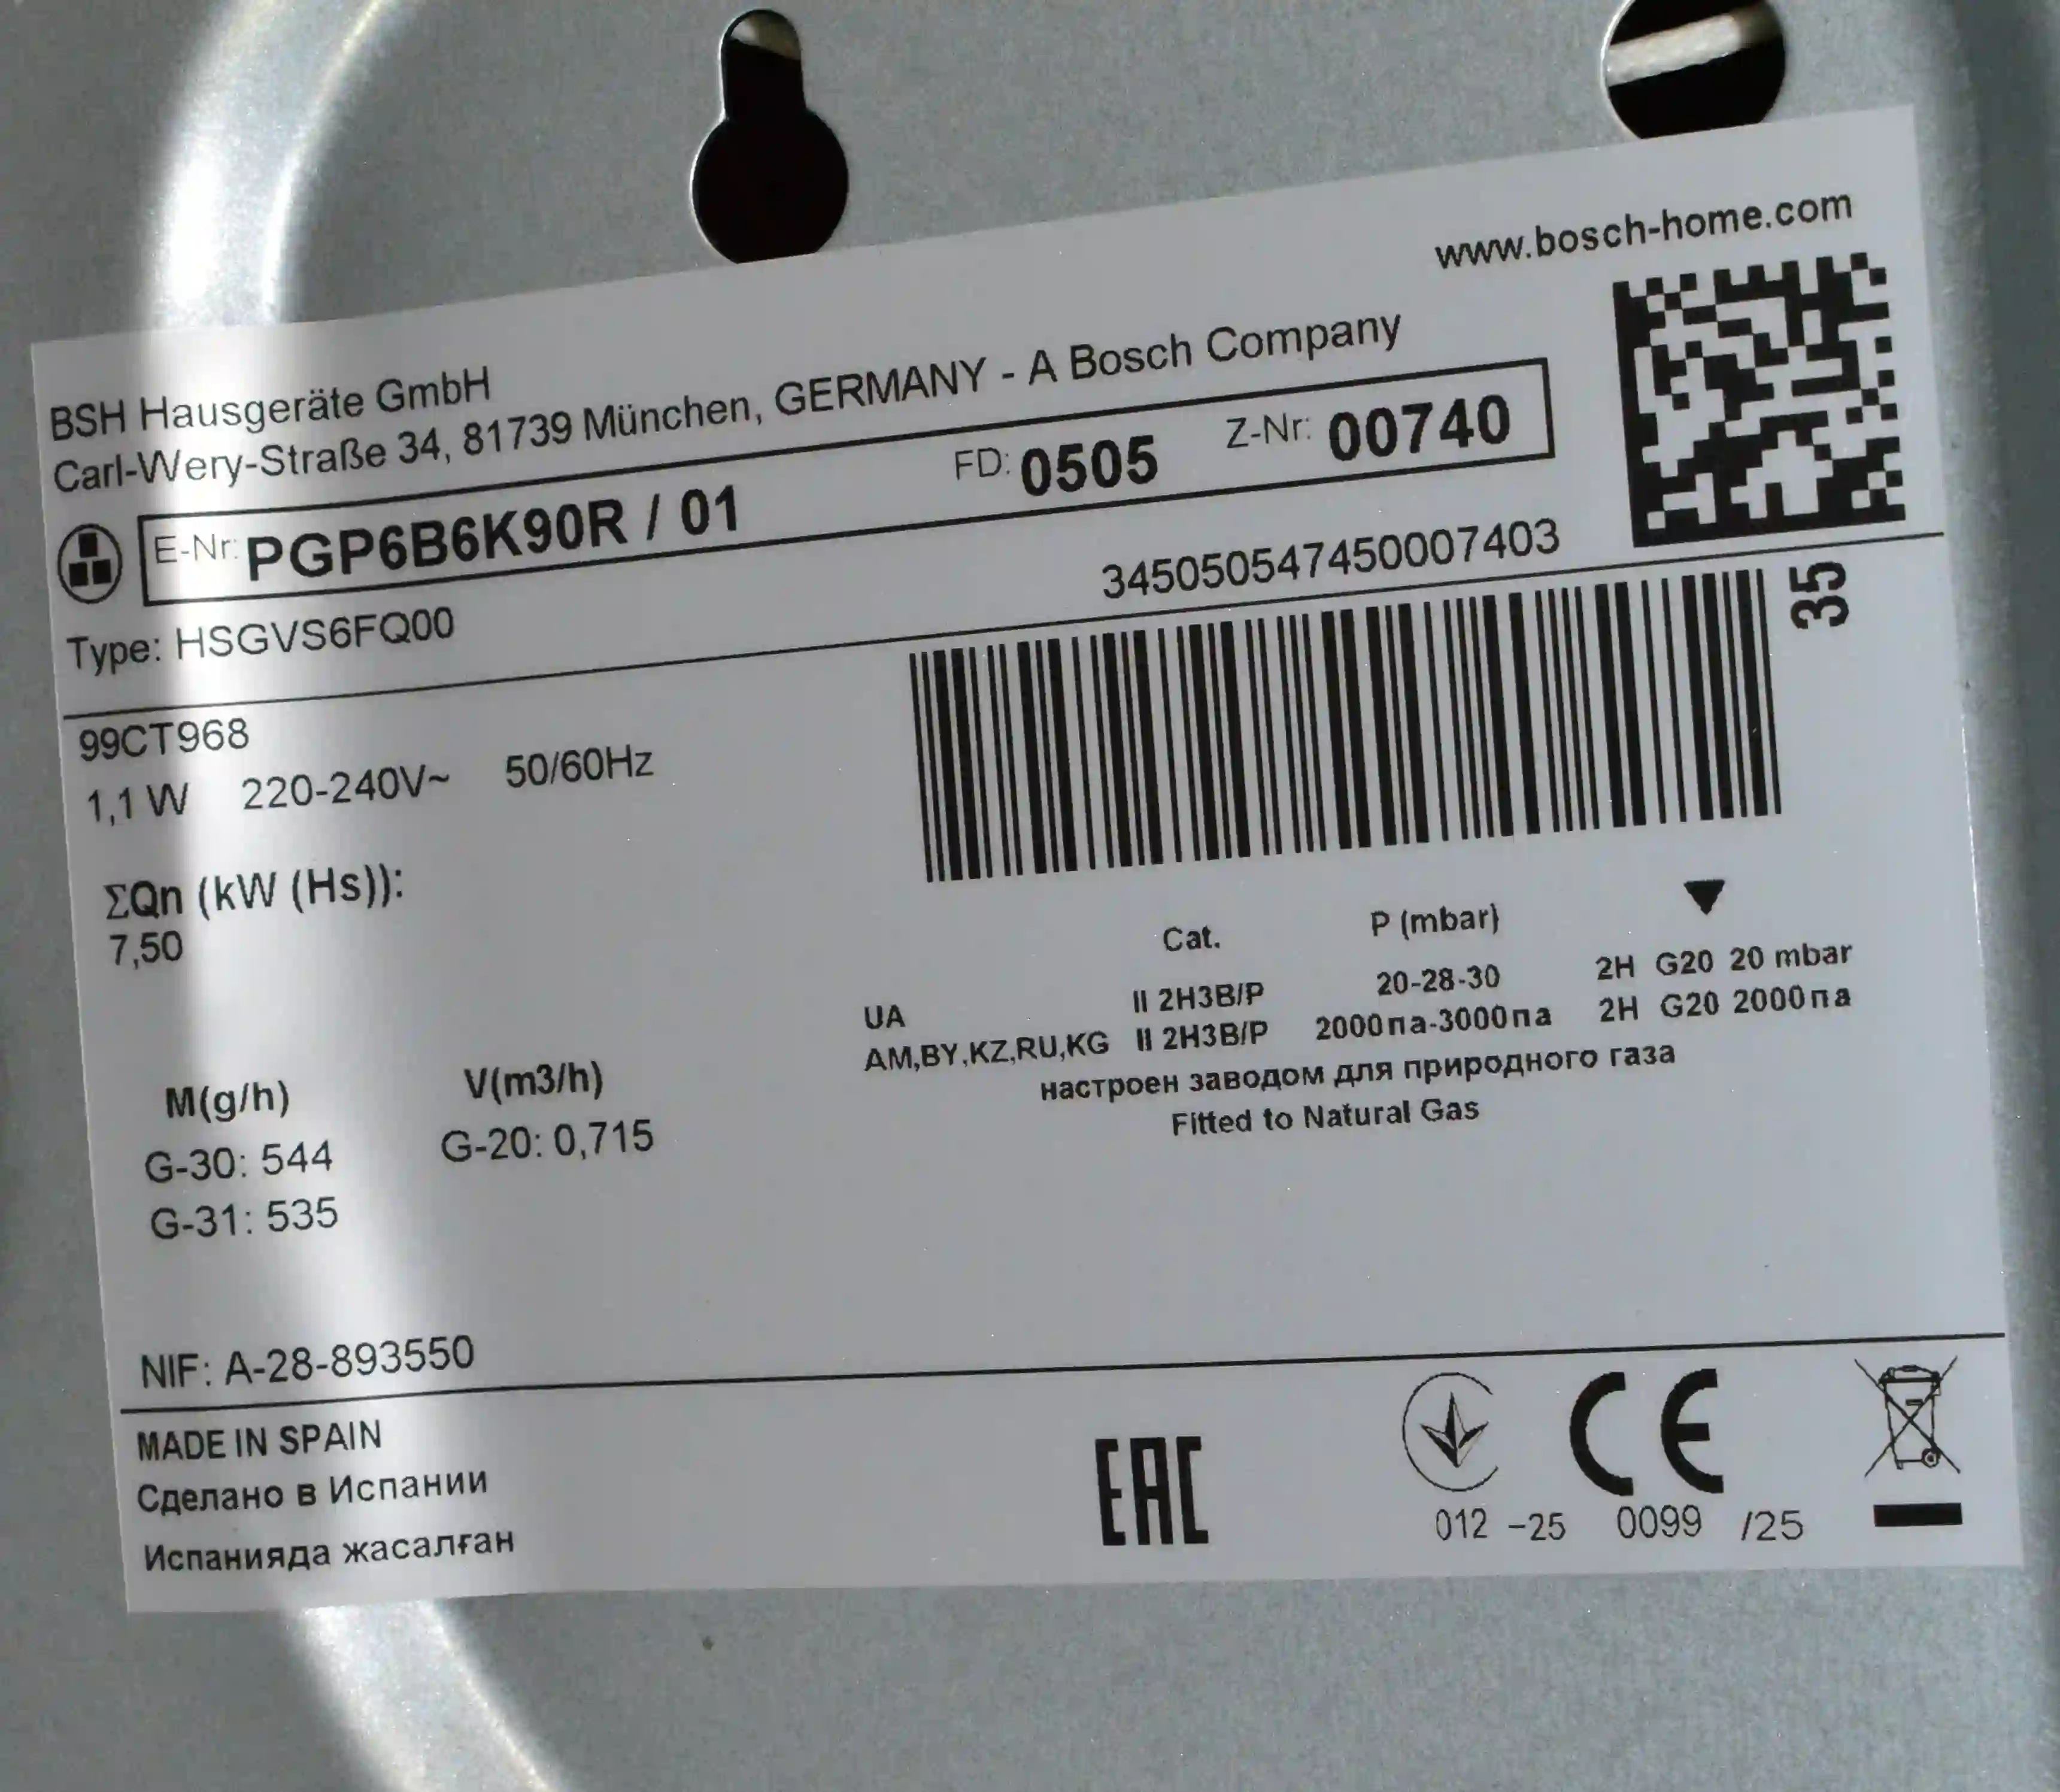 www.bosch-home.com
BSH Hausgeräte GmbH
Carl-Wery-Straße 34, 81739 München, GERMANY - A Bosch Company
E-Nr: PGP6B6K90R / 01 FD: 0505 Z-Nr: 00740
Type: HSGVS6FQ00
345050547450007403
35
99CT968
1,1 W 220-240V~ 50/60Hz
ΣQn (kW (Hs)):
7,50
Cat. P (mbar)
UA II 2H3B/P 20-28-30 2H G20 20 mbar
AM,BY,KZ,RU,KG II 2H3B/P 2000па-3000па 2H G20 2000па
настроен заводом для природного газа
Fitted to Natural Gas
M(g/h) V(m3/h)
G-30: 544 G-20: 0,715
G-31: 535
NIF: A-28-893550
MADE IN SPAIN
Сделано в Испании
Испанияда жасалған
EAC
CE
012 -25 0099 /25